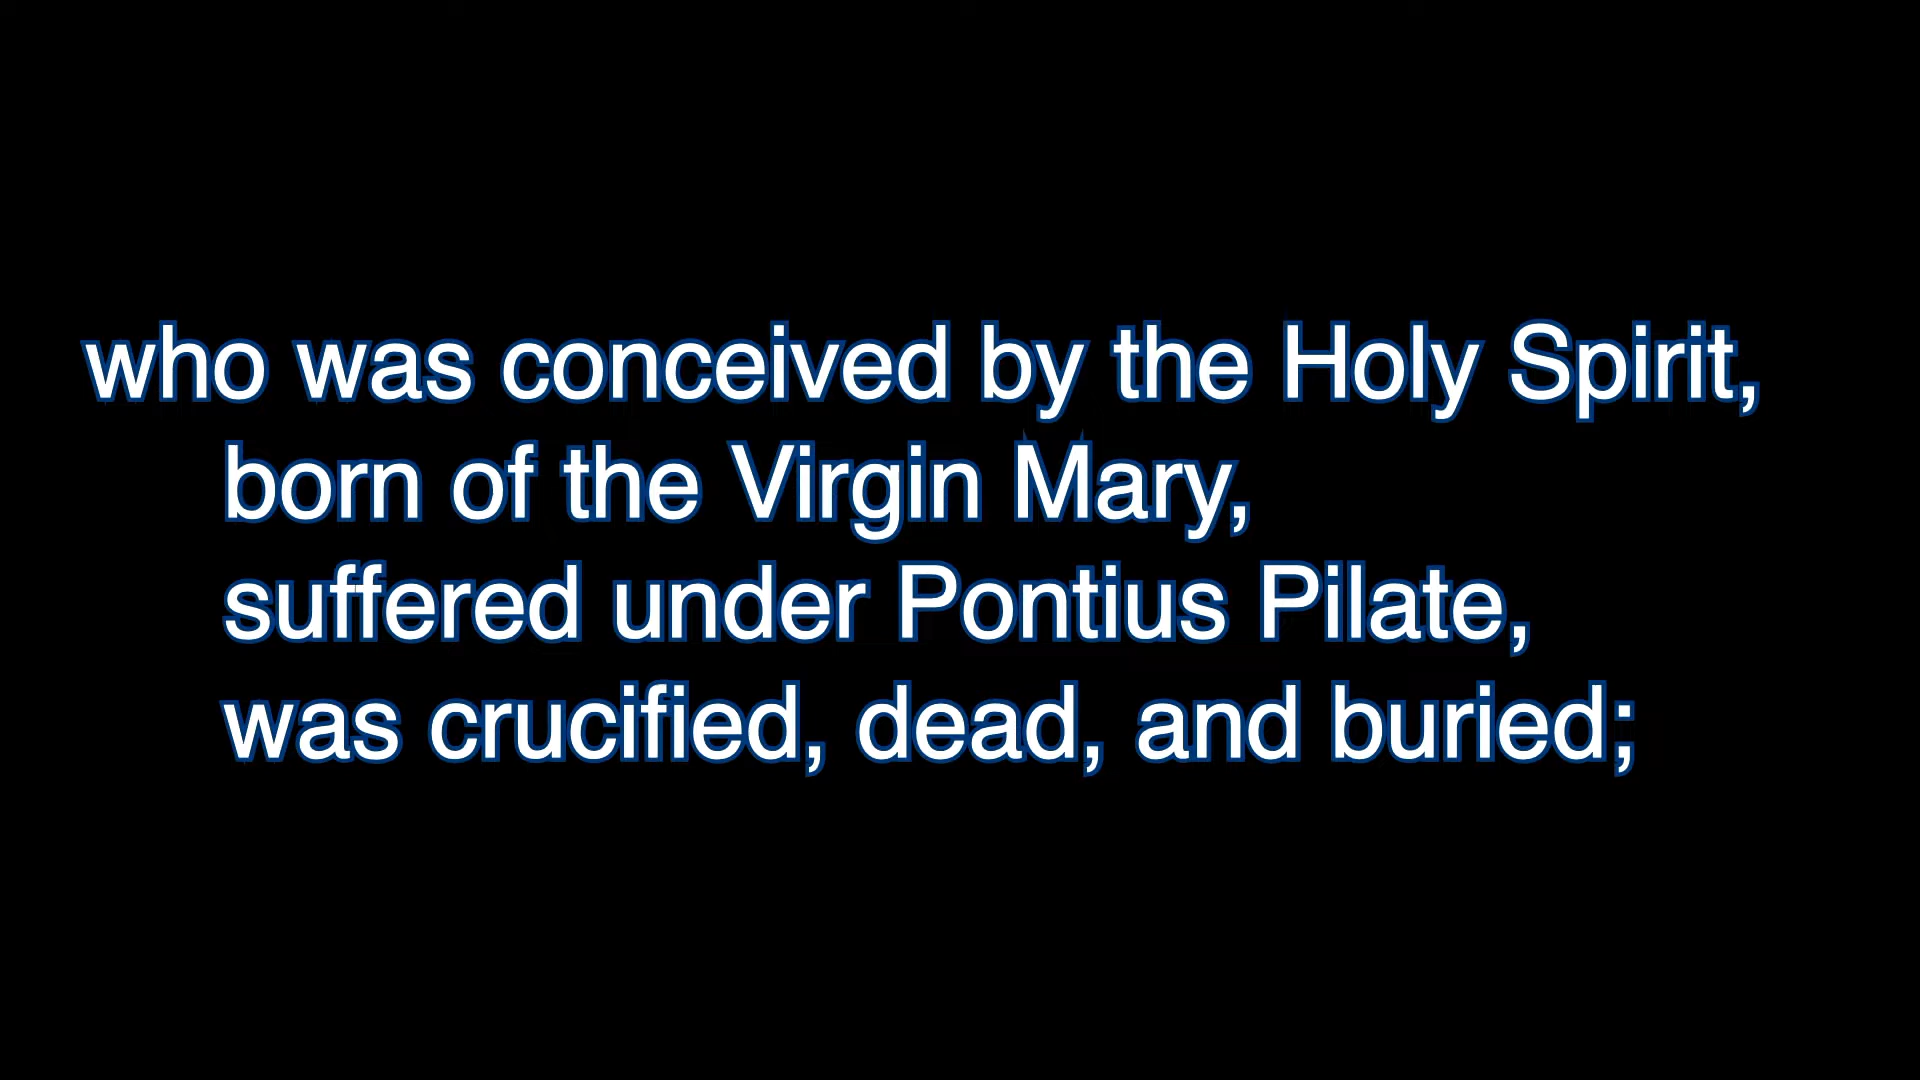 who was conceived by the Holy Spirit,
born of the Virgin Mary,
suffered under Pontius Pilate,
was crucified, dead, and buried;